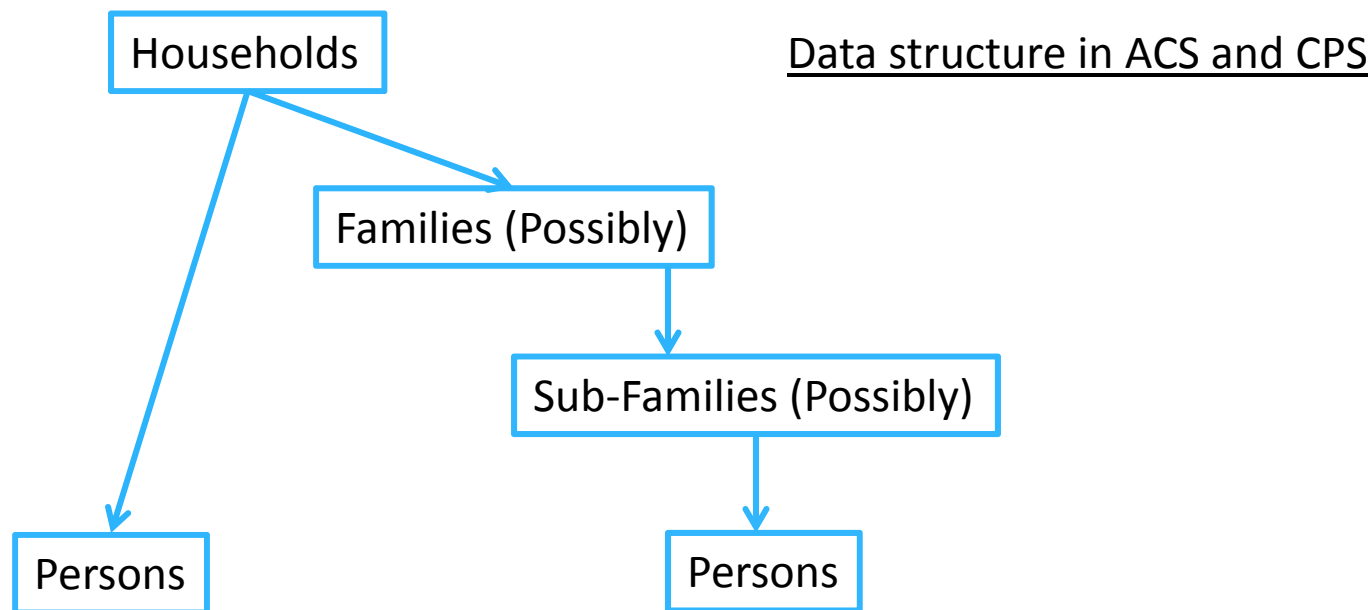 Households
Data structure in ACS and CPS
Families (Possibly)
Sub-Families (Possibly)
Persons
Persons